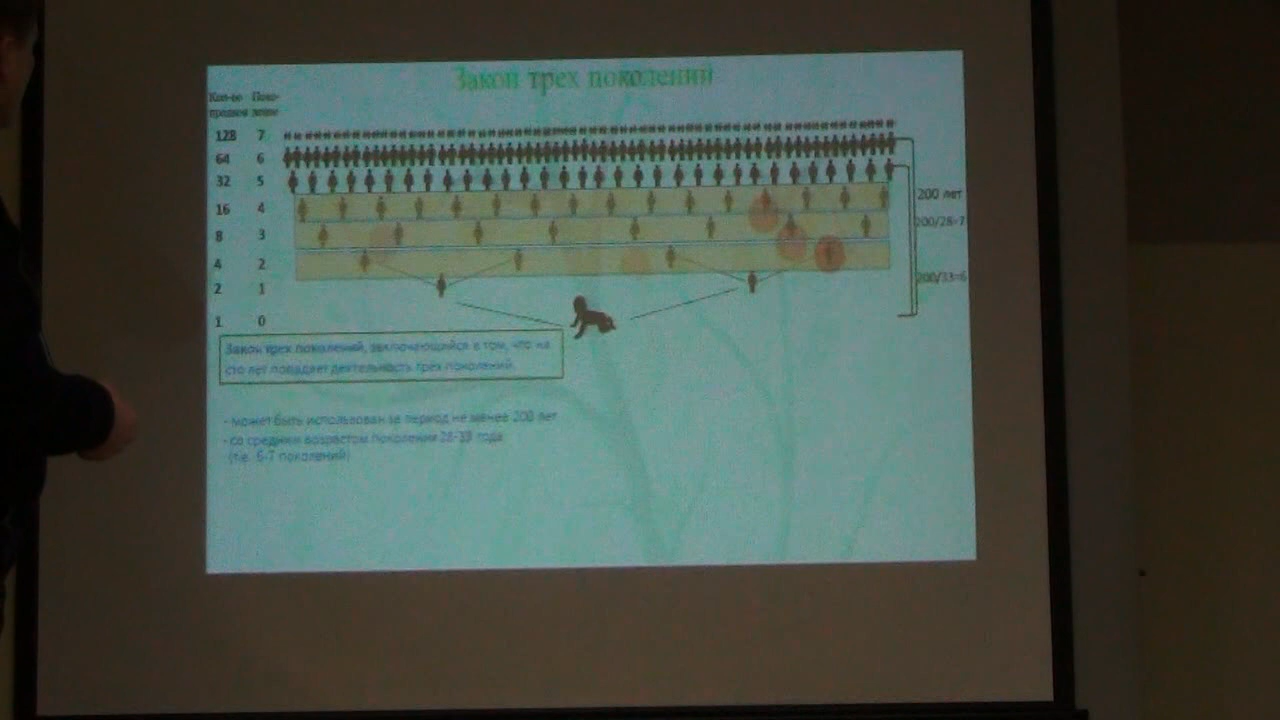 Закон трех поколений
Кол-во Поко-
предков ление
128 7
64 6
32 5
16 4
8 3
4 2
2 1
1 0
200 лет
200/28=7
200/33=6
Закон трех поколений, заключающийся в том, что на
сто лет попадает деятельность трех поколений.
- может быть использован за период не менее 200 лет
- со средним возрастом поколения 28-33 года
(т.е. 6-7 поколений)